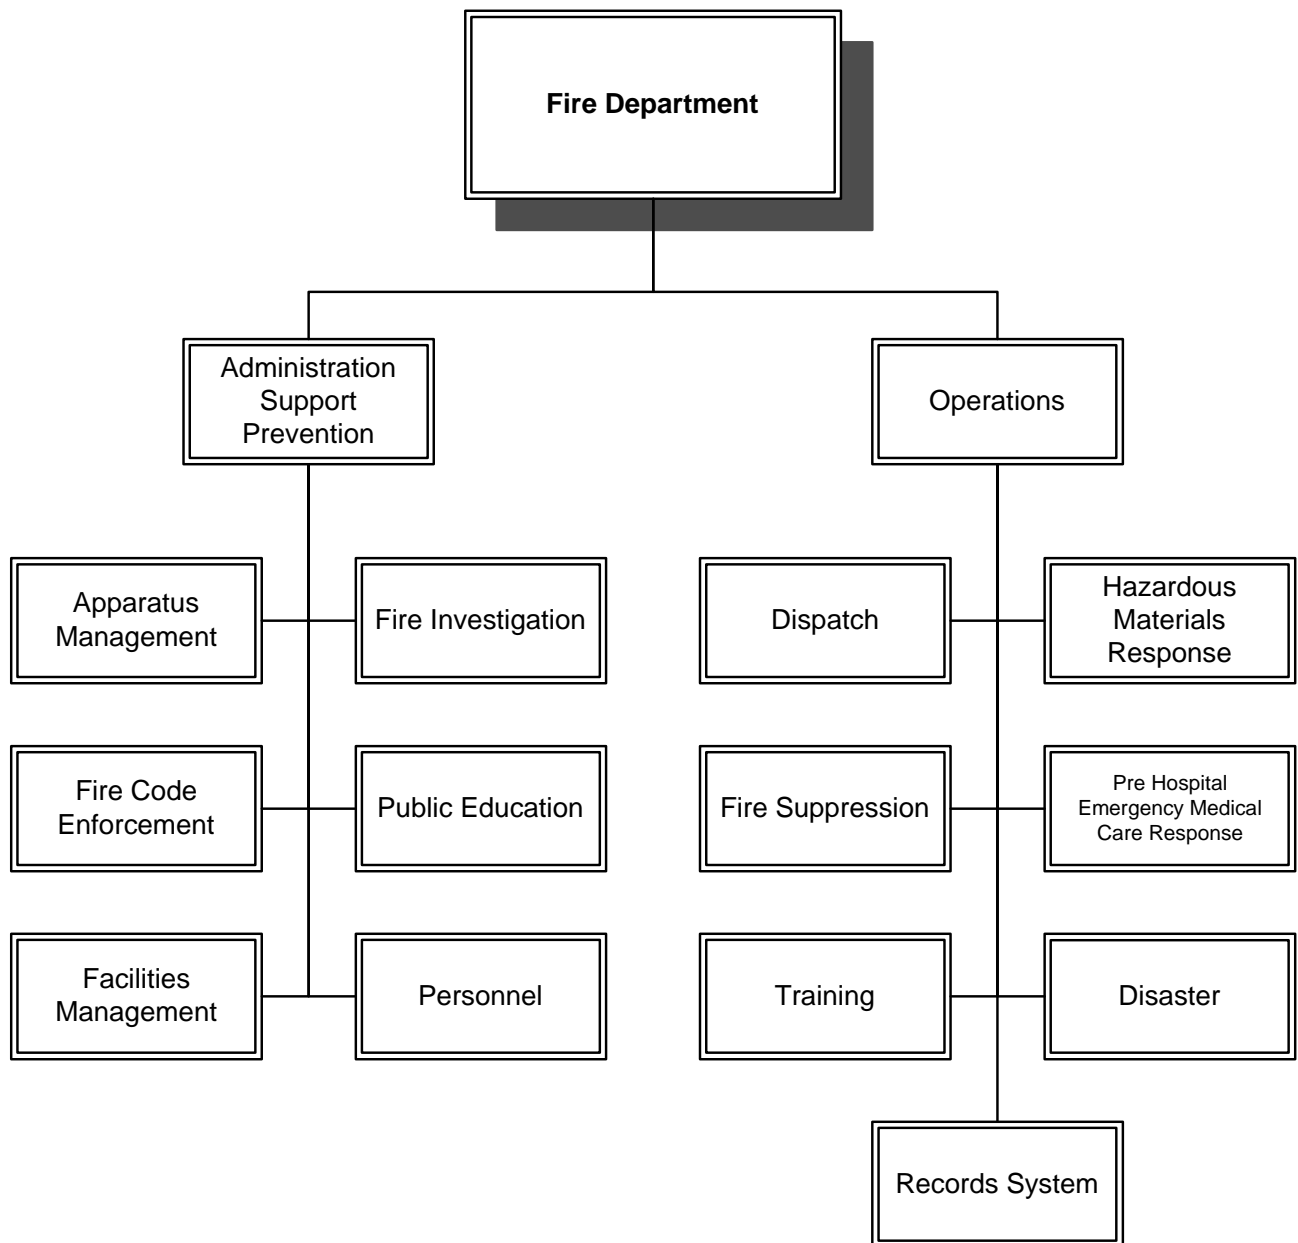 Fire Department
Administration
Support
Prevention
Operations
Apparatus
Management
Fire Investigation
Dispatch
Hazardous
Materials
Response
Fire Code
Enforcement
Public Education
Fire Suppression
Pre Hospital
Emergency Medical
Care Response
Facilities
Management
Personnel
Training
Disaster
Records System